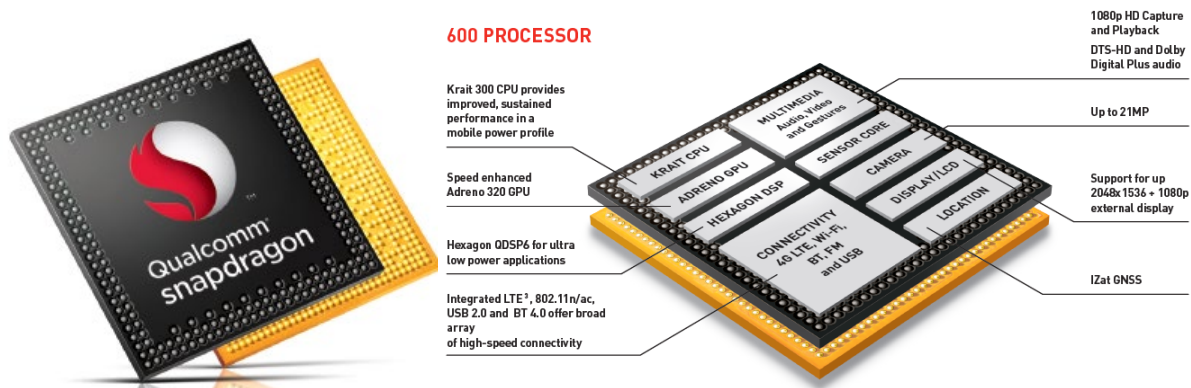 TM
Qualcomm
snapdragon
600 PROCESSOR
Krait 300 CPU provides
improved, sustained
performance in a
mobile power profile
Speed enhanced
Adreno 320 GPU
Hexagon QDSP6 for ultra
low power applications
Integrated LTE³, 802.11n/ac,
USB 2.0 and BT 4.0 offer broad
array
of high-speed connectivity
KRAIT CPU
ADRENO GPU
HEXAGON DSP
CONNECTIVITY
4G LTE, Wi-Fi,
BT, FM
and USB
MULTIMEDIA
Audio, Video
and Gestures
SENSOR CORE
CAMERA
DISPLAY/LCD
LOCATION
1080p HD Capture
and Playback
DTS-HD and Dolby
Digital Plus audio
Up to 21MP
Support for up
2048x1536 + 1080p
external display
IZat GNSS